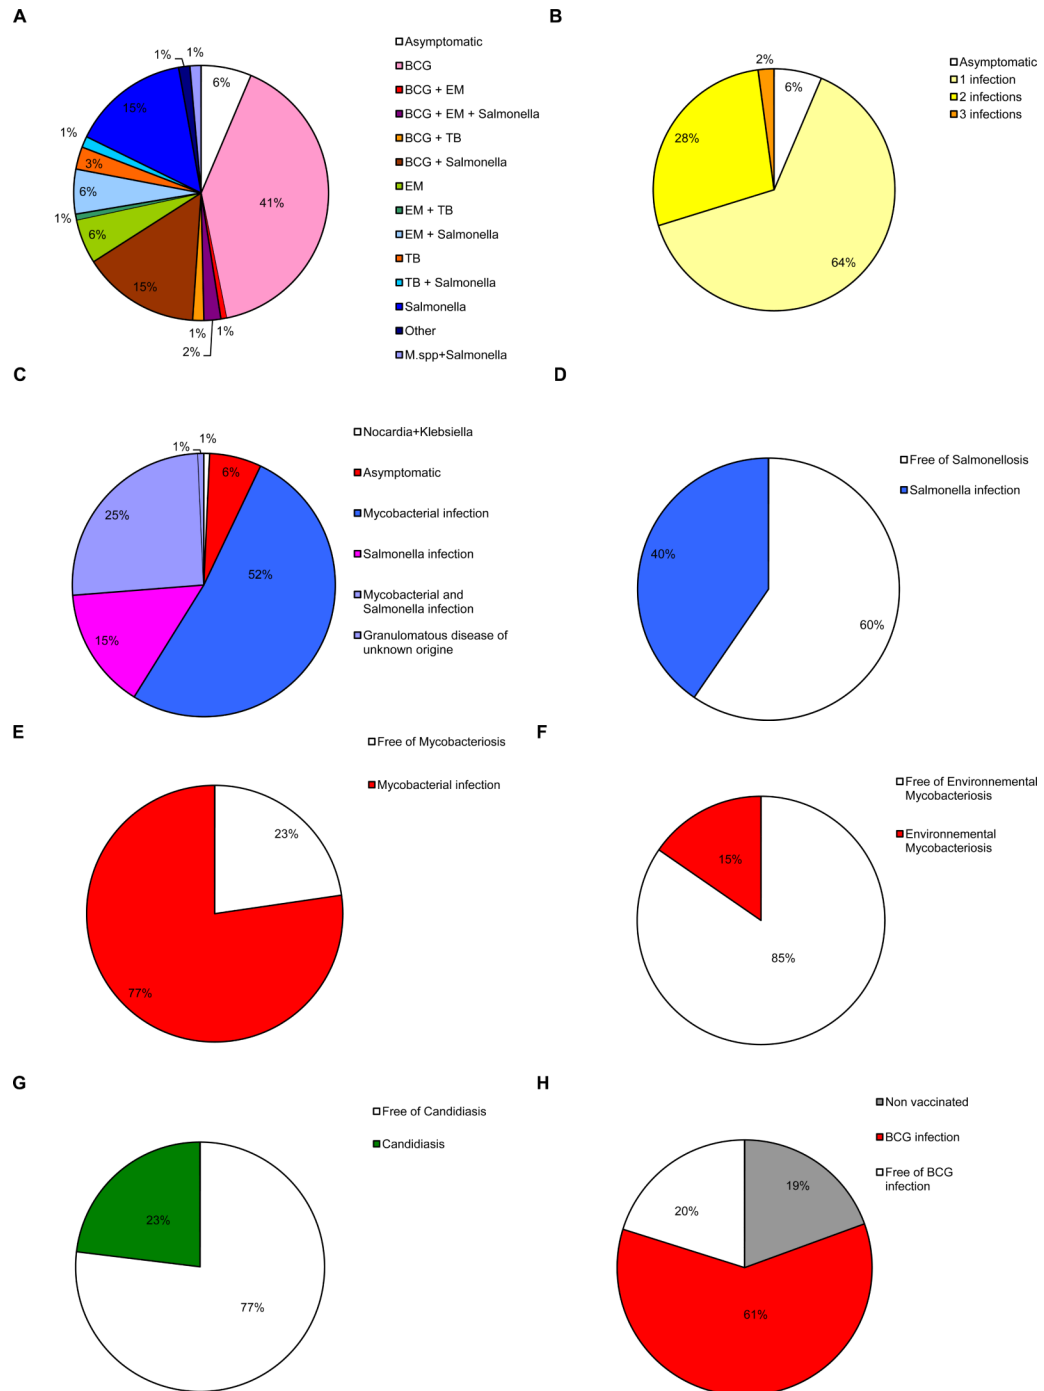 A
B
1%
1%
6%
41%
1%
2%
1%
15%
6%
1%
6%
3%
1%
15%
Asymptomatic
BCG
BCG + EM
BCG + EM + Salmonella
BCG + TB
BCG + Salmonella
EM
EM + TB
EM + Salmonella
TB
TB + Salmonella
Salmonella
Other
M.spp+Salmonella
2%
6%
28%
64%
Asymptomatic
1 infection
2 infections
3 infections
C
D
1%
1%
6%
25%
52%
15%
Nocardia+Klebsiella
Asymptomatic
Mycobacterial infection
Salmonella infection
Mycobacterial and
Salmonella infection
Granulomatous disease of
unknown origine
40%
60%
Free of Salmonellosis
Salmonella infection
E
F
23%
77%
Free of Mycobacteriosis
Mycobacterial infection
15%
85%
Free of Environnemental
Mycobacteriosis
Environnemental
Mycobacteriosis
G
H
23%
77%
Free of Candidiasis
Candidiasis
19%
20%
61%
Non vaccinated
BCG infection
Free of BCG
infection